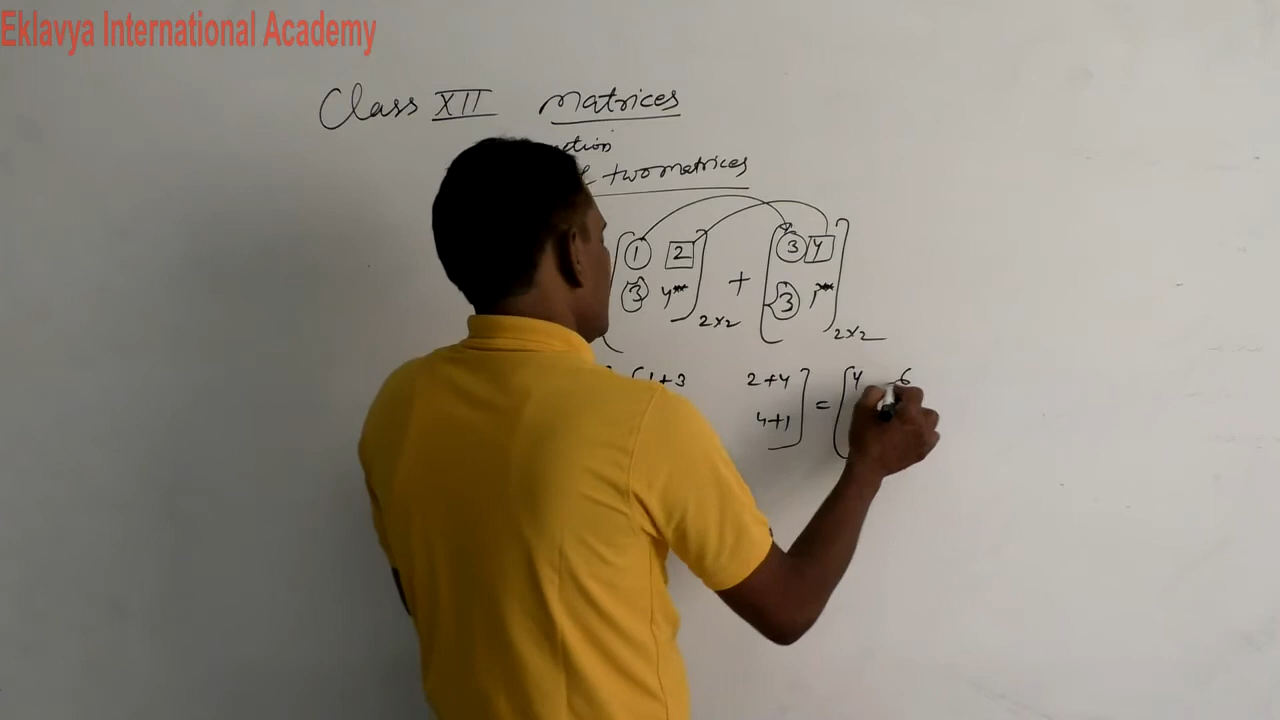 Eklavya International Academy
Class XII Matrices
two matrices
1 2 + 3 4
3 4 2x2 3 1 2x2
1+3 2+4 = 4 6
4+1